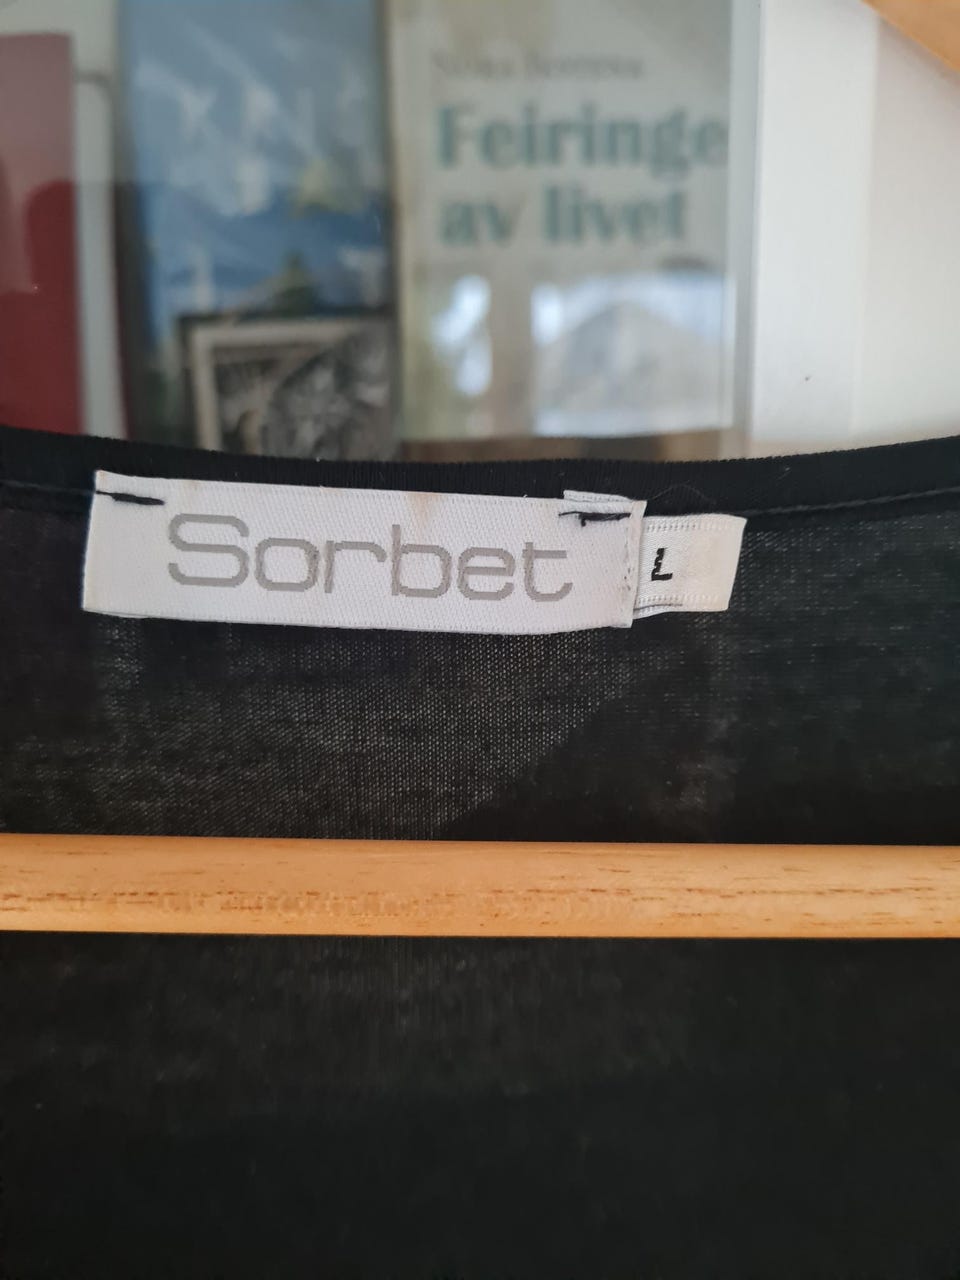 Feiringe
av livet
Sorbet
L